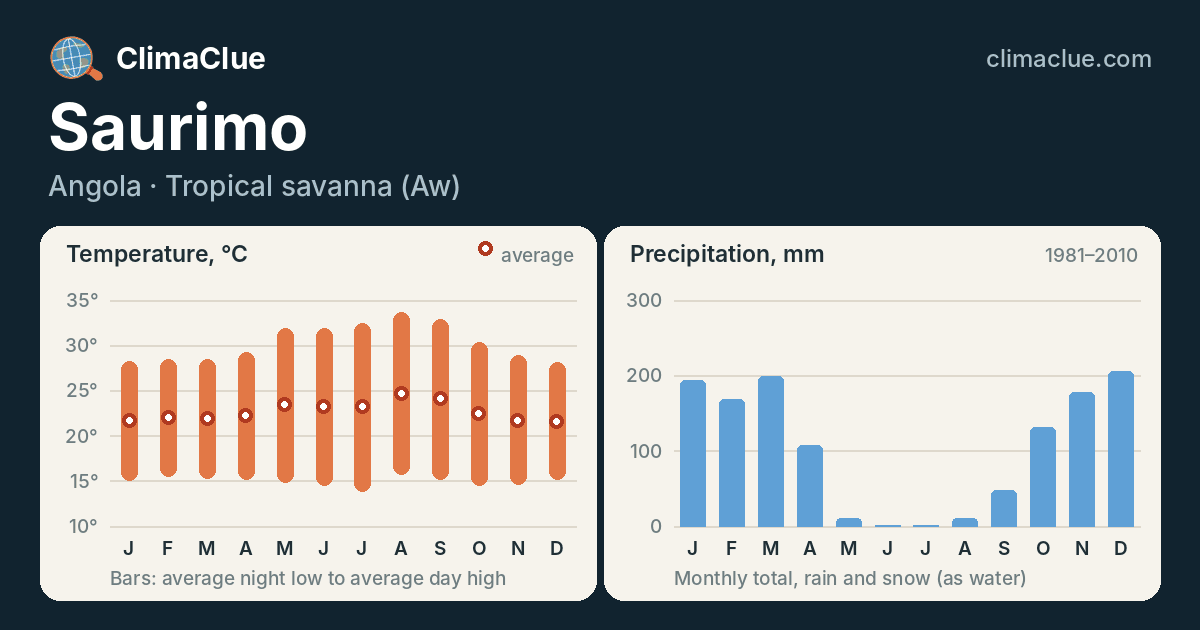 ClimaClue
climaclue.com
Saurimo
Angola · Tropical savanna (Aw)
Temperature, °C
average
35°
30°
25°
20°
15°
10°
J F M A M J J A S O N D
Bars: average night low to average day high
Precipitation, mm
1981–2010
300
200
100
0
J F M A M J J A S O N D
Monthly total, rain and snow (as water)